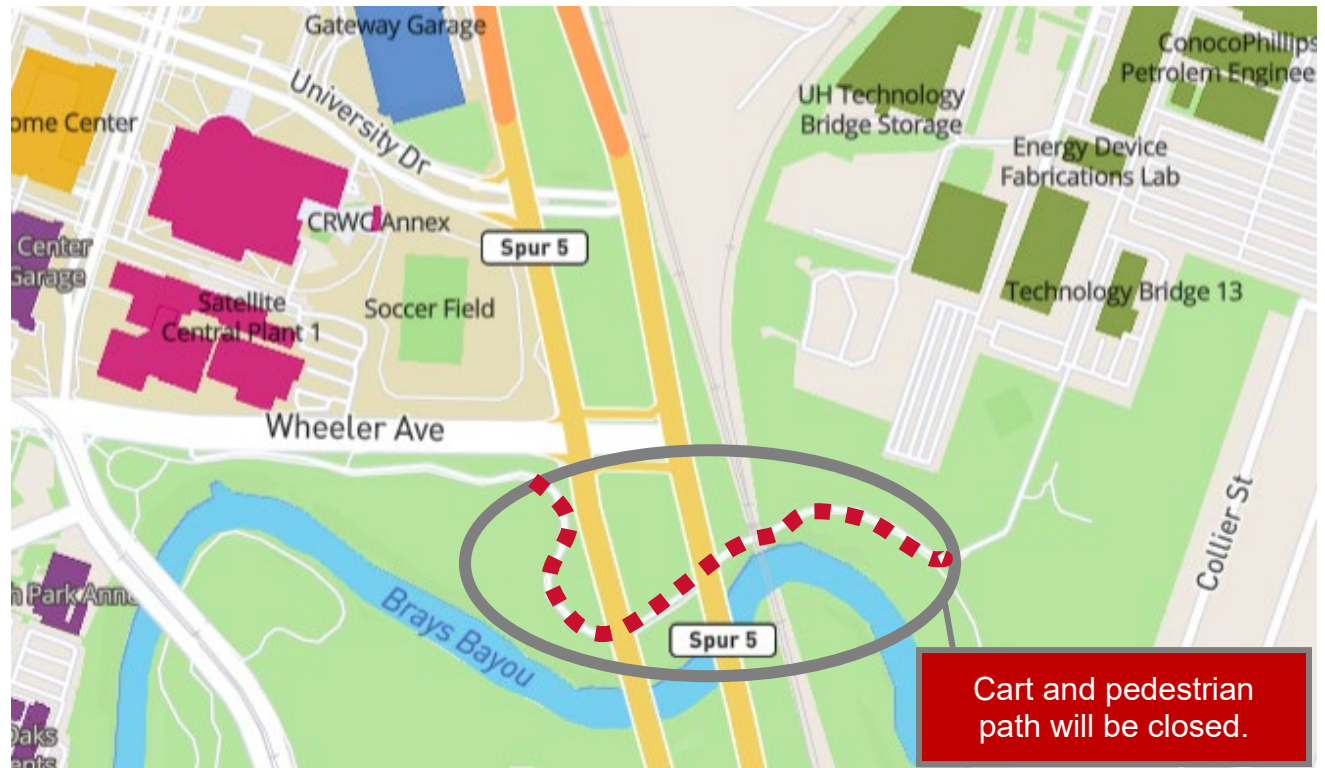 Gateway Garage
University Dr
ome Center
CRWC Annex
Center
Garage
Spur 5
Satellite
Central Plant 1
Soccer Field
Wheeler Ave
UH Technology
Bridge Storage
ConocoPhillips
Petrolem Enginee
Energy Device
Fabrications Lab
Technology Bridge 13
Collier St
n Park Anne
Brays Bayou
Spur 5
Oaks
ents
Cart and pedestrian
path will be closed.